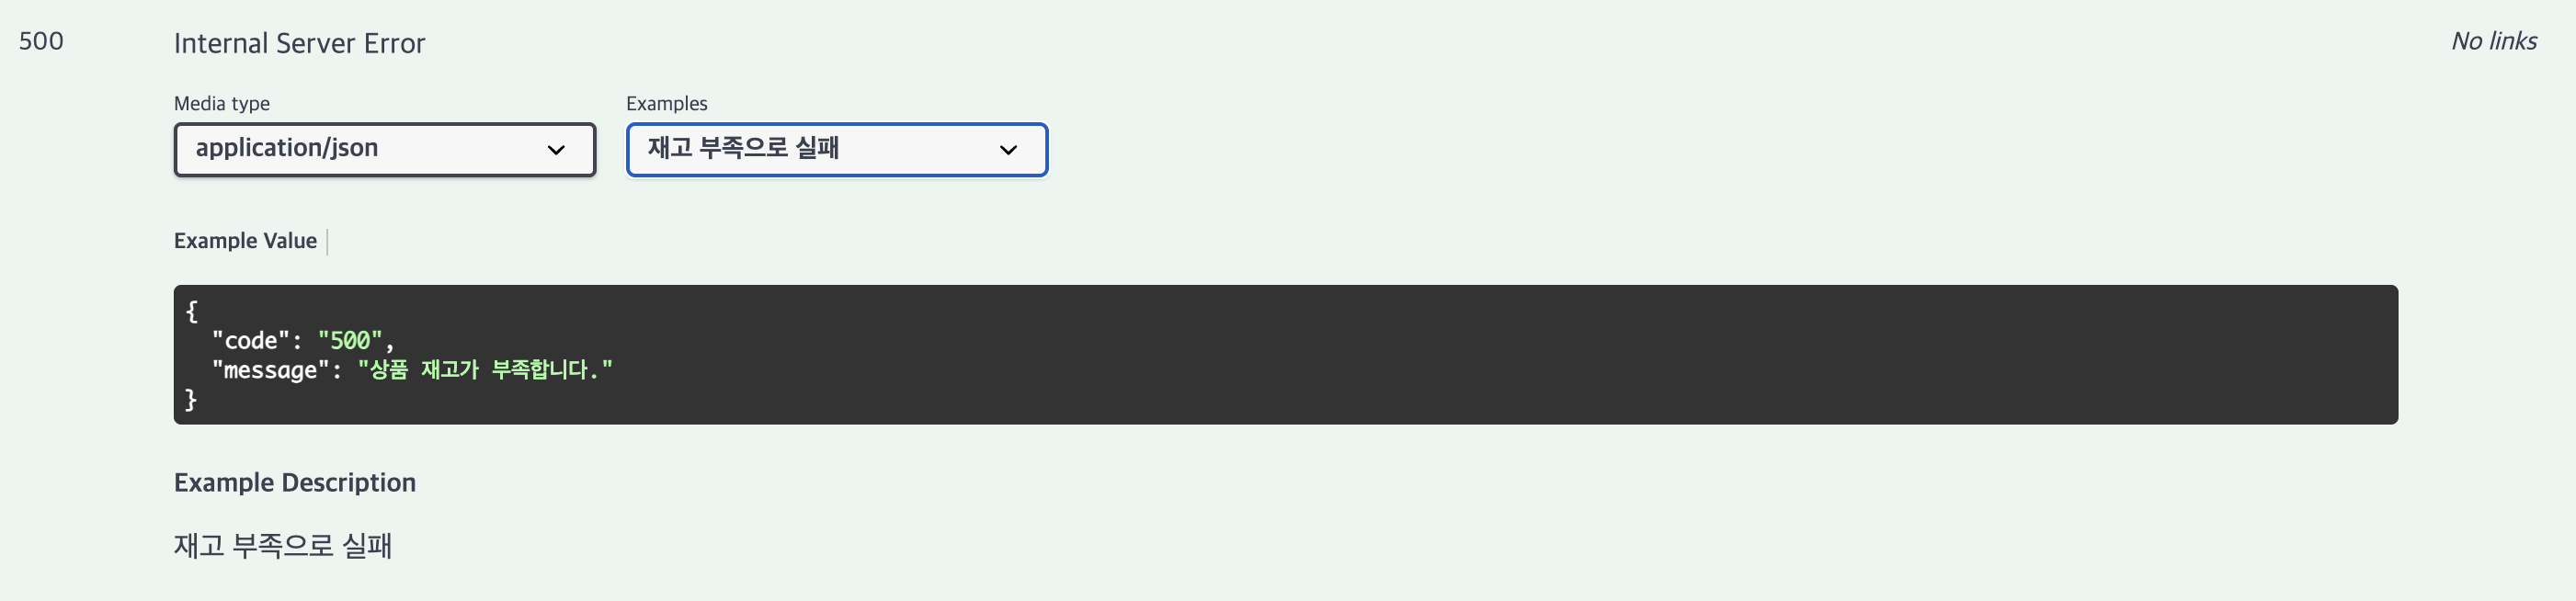 500 Internal Server Error No links
Media type Examples
application/json 재고 부족으로 실패
Example Value
{
"code": "500",
"message": "상품 재고가 부족합니다."
}
Example Description
재고 부족으로 실패